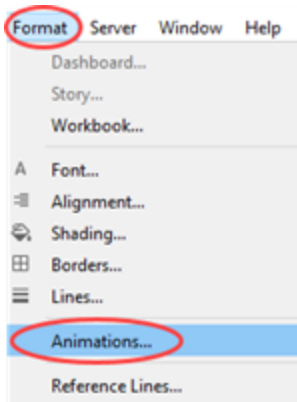 Format Server Window Help
Dashboard...
Story...
Workbook...
A Font...
Alignment...
Shading...
Borders...
Lines...
Animations...
Reference Lines...